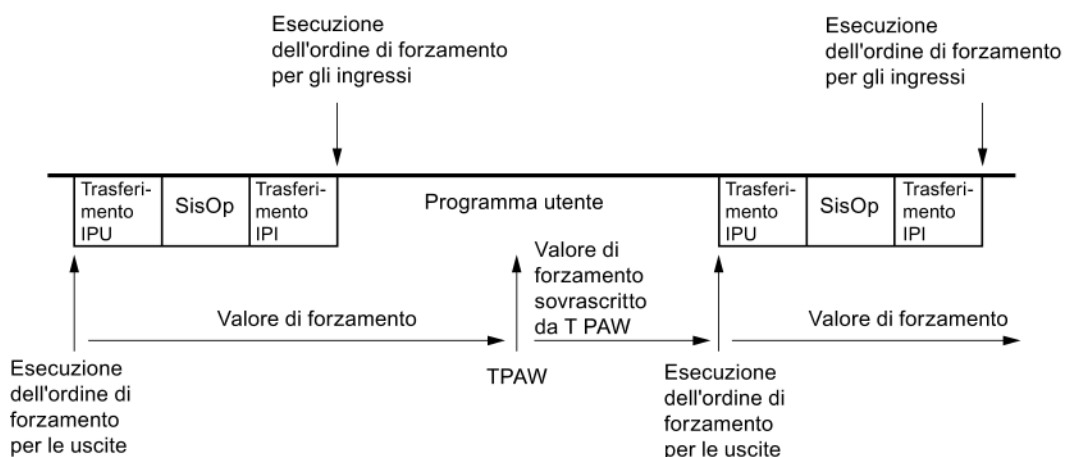 Esecuzione
dell'ordine di forzamento
per gli ingressi
Esecuzione
dell'ordine di forzamento
per gli ingressi
Trasferi-
mento
IPU
SisOp
Trasferi-
mento
IPI
Programma utente
Trasferi-
mento
IPU
SisOp
Trasferi-
mento
IPI
Valore di forzamento
Valore di
forzamento
sovrascritto
da T PAW
Valore di forzamento
Esecuzione
dell'ordine di
forzamento
per le uscite
TPAW
Esecuzione
dell'ordine di
forzamento
per le uscite